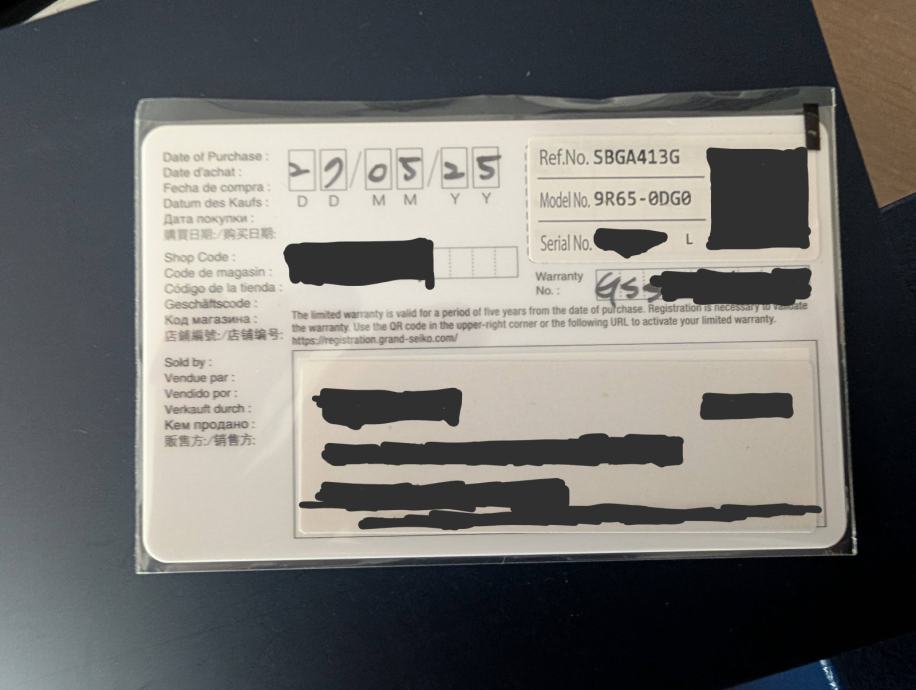 Date of Purchase :
Date d'achat :
Fecha de compra :
Datum des Kaufs :
Дата покупки :
購買日期:/购买日期:
27/05/25
D D M M Y Y
Ref.No. SBGA413G
Model No. 9R65-0DG0
Serial No. L
Shop Code :
Code de magasin :
Código de la tienda :
Geschäftscode :
Код магазина :
店鋪編號:/店铺编号:
Warranty
No. : GSS
The limited warranty is valid for a period of five years from the date of purchase. Registration is necessary to validate
the warranty. Use the QR code in the upper-right corner or the following URL to activate your limited warranty.
https://registration.grand-seiko.com/
Sold by :
Vendue par :
Vendido por :
Verkauft durch :
Кем продано :
販售方:/销售方: